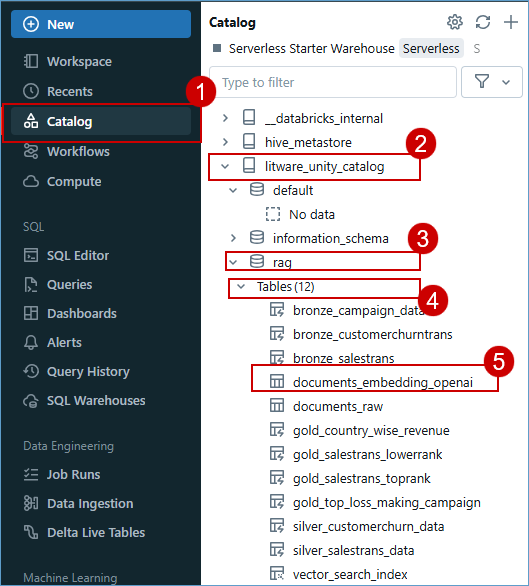 New
Workspace
Recents
1
Catalog
Workflows
Compute
SQL
SQL Editor
Queries
Dashboards
Alerts
Query History
SQL Warehouses
Data Engineering
Job Runs
Data Ingestion
Delta Live Tables
Machine Learning
Catalog
Serverless Starter Warehouse Serverless S
Type to filter
__databricks_internal
hive_metastore
2
litware_unity_catalog
default
No data
information_schema
3
rag
Tables (12)
4
bronze_campaign_data
bronze_customerchurntrans
bronze_salestrans
5
documents_embedding_openai
documents_raw
gold_country_wise_revenue
gold_salestrans_lowerrank
gold_salestrans_toprank
gold_top_loss_making_campaign
silver_customerchurn_data
silver_salestrans_data
vector_search_index